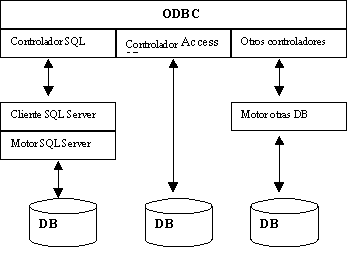 ODBC
Controlador SQL
Controlador Access
Otros controladores
Cliente SQL Server
Motor SQL Server
Motor otras DB
DB
DB
DB